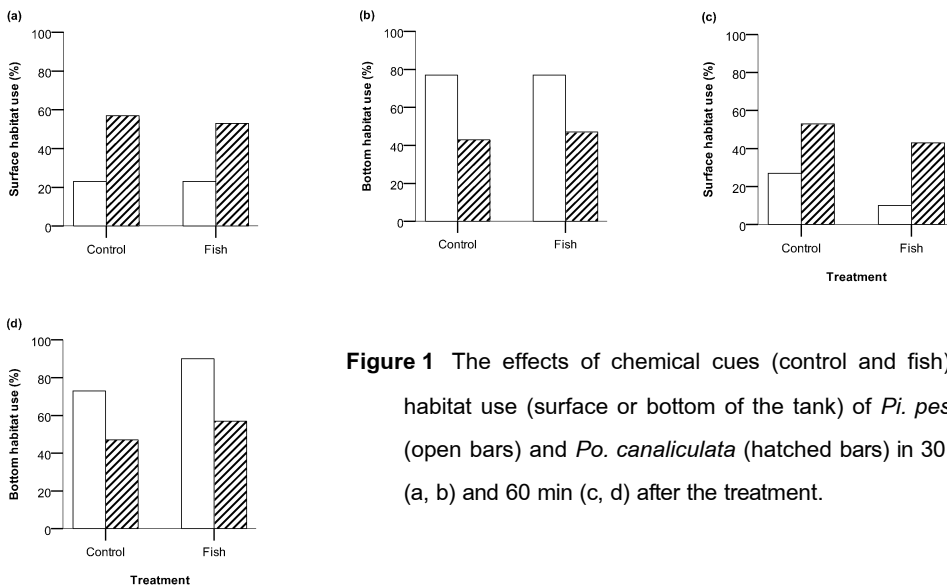 (a)
100
80
60
40
20
0
Surface habitat use (%)
Control Fish
(b)
100
80
60
40
20
0
Bottom habitat use (%)
Control Fish
(c)
100
80
60
40
20
0
Surface habitat use (%)
Control Fish
Treatment
(d)
100
80
60
40
20
0
Bottom habitat use (%)
Control Fish
Treatment
Figure 1 The effects of chemical cues (control and fish)
habitat use (surface or bottom of the tank) of Pi. pes
(open bars) and Po. canaliculata (hatched bars) in 30
(a, b) and 60 min (c, d) after the treatment.